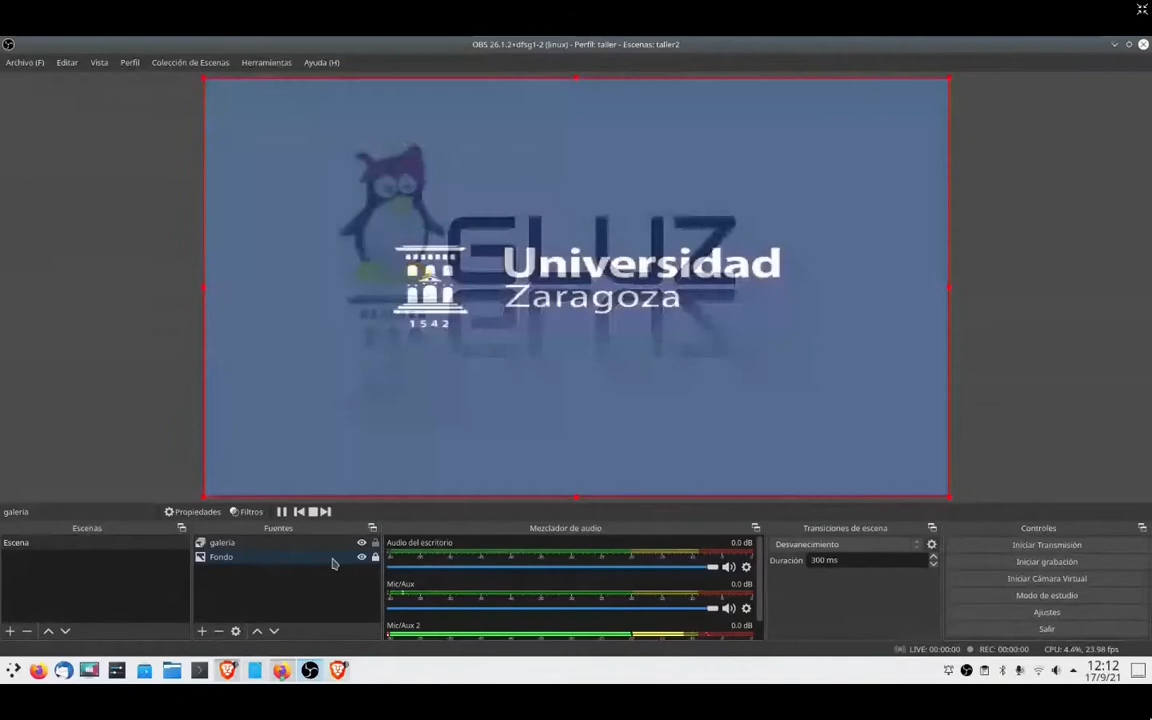 OBS 26.1.2+dfsg1-2 (linux) - Perfil: taller - Escenas: taller2
Archivo (F) Editar Vista Perfil Colección de Escenas Herramientas Ayuda (H)
GLUZ
Universidad
Zaragoza
1542
galeria Propiedades Filtros
Escenas Fuentes Mezclador de audio Transiciones de escena Controles
Escena
galeria
Fondo
Audio del escritorio 0.0 dB
Mic/Aux 0.0 dB
Mic/Aux 2 0.0 dB
Desvanecimiento
Duración 300 ms
Iniciar Transmisión
Iniciar grabación
Iniciar Cámara Virtual
Modo de estudio
Ajustes
Salir
LIVE: 00:00:00 REC: 00:00:00 CPU: 4.4%, 23.98 fps
12:12
17/9/21